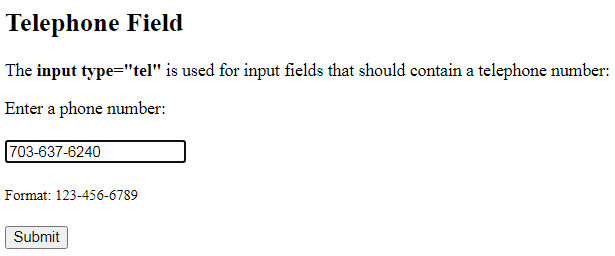 Telephone Field
The input type="tel" is used for input fields that should contain a telephone number:
Enter a phone number:
703-637-6240
Format: 123-456-6789
Submit